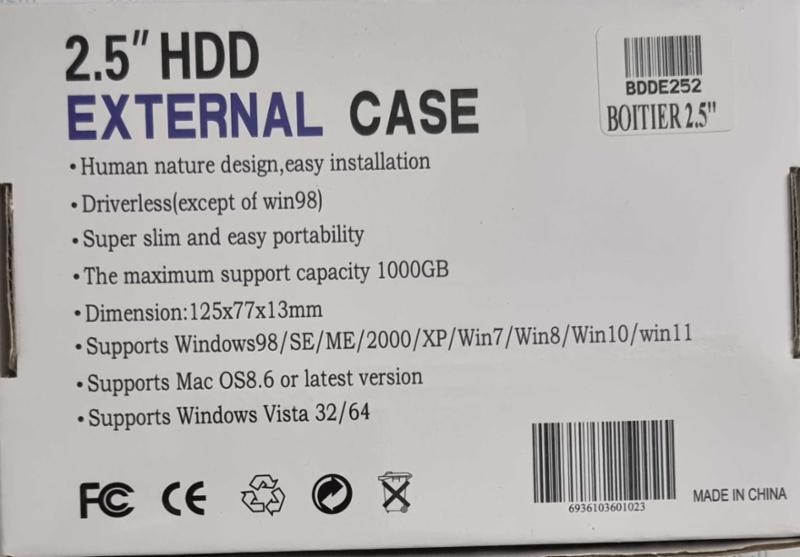 2.5" HDD
EXTERNAL CASE
BDDE252
BOITIER 2.5"
•Human nature design,easy installation
•Driverless(except of win98)
•Super slim and easy portability
•The maximum support capacity 1000GB
•Dimension:125x77x13mm
•Supports Windows98/SE/ME/2000/XP/Win7/Win8/Win10/win11
•Supports Mac OS8.6 or latest version
•Supports Windows Vista 32/64
FC CE
6936103601023
MADE IN CHINA